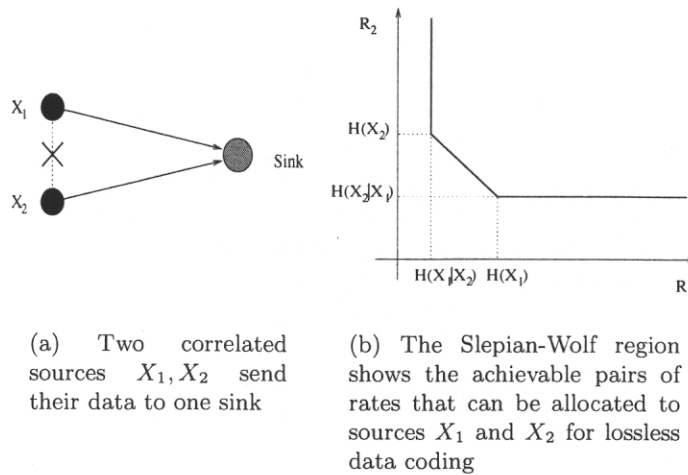 X1
X2
Sink
R2
H(X2)
H(X2|X1)
H(X1|X2)
H(X1)
R
(a) Two correlated
sources X1, X2 send
their data to one sink
(b) The Slepian-Wolf region
shows the achievable pairs of
rates that can be allocated to
sources X1 and X2 for lossless
data coding